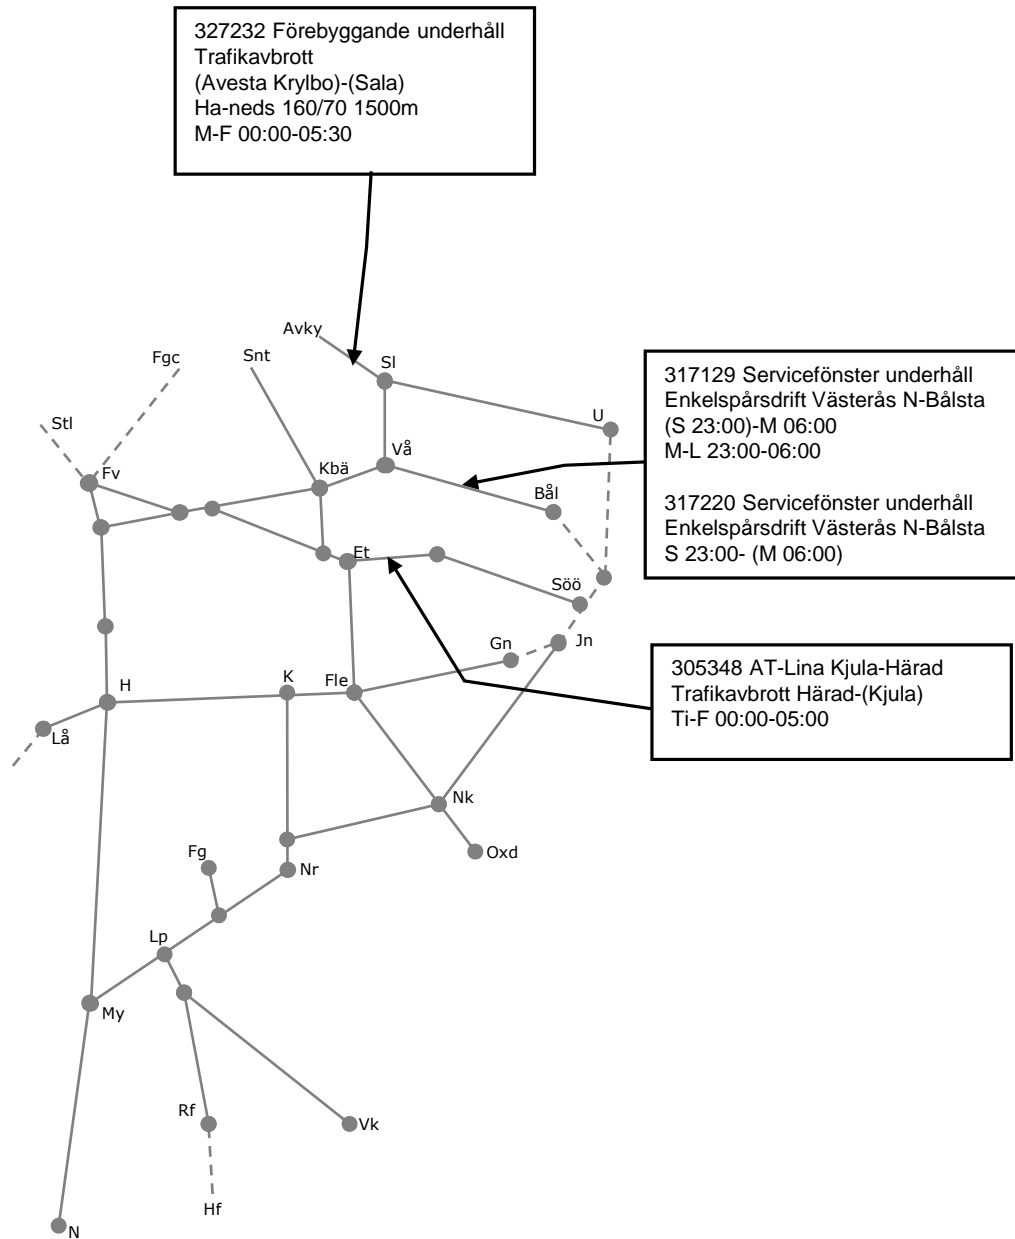 327232 Förebyggande underhåll
Trafikavbrott
(Avesta Krylbo)-(Sala)
Ha-neds 160/70 1500m
M-F 00:00-05:30
Avky
Fgc
Snt
Sl
317129 Servicefönster underhåll
Enkelspårsdrift Västerås N-Bålsta
(S 23:00)-M 06:00
M-L 23:00-06:00
317220 Servicefönster underhåll
Enkelspårsdrift Västerås N-Bålsta
S 23:00- (M 06:00)
Stl
U
Fv
Kbä
Vå
Bål
Et
Söö
Gn
Jn
305348 AT-Lina Kjula-Härad
Trafikavbrott Härad-(Kjula)
Ti-F 00:00-05:00
H
K
Fle
Lå
Nk
Fg
Nr
Oxd
Lp
My
Rf
Vk
Hf
N